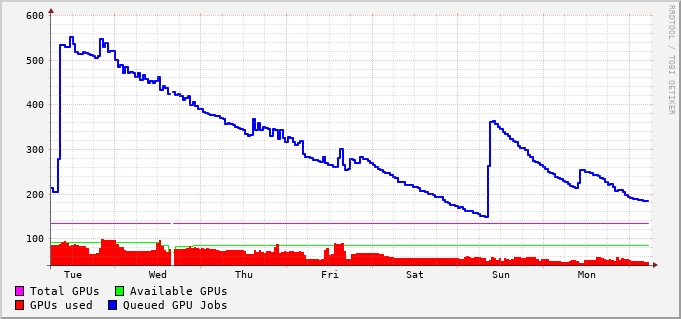 600
500
400
300
200
100
Tue Wed Thu Fri Sat Sun Mon
Total GPUs Available GPUs
GPUs used Queued GPU Jobs
RRDTOOL / TOBI OETIKER